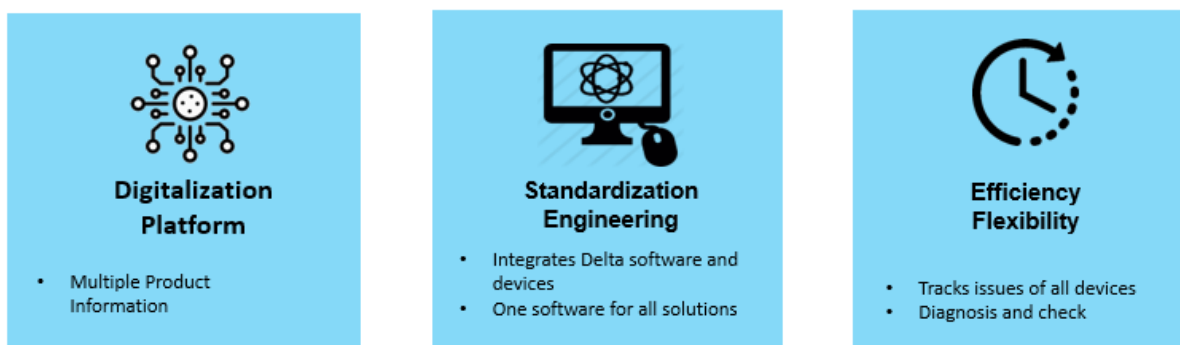 Digitalization
Platform
• Multiple Product
Information
Standardization
Engineering
• Integrates Delta software and
devices
• One software for all solutions
Efficiency
Flexibility
• Tracks issues of all devices
• Diagnosis and check